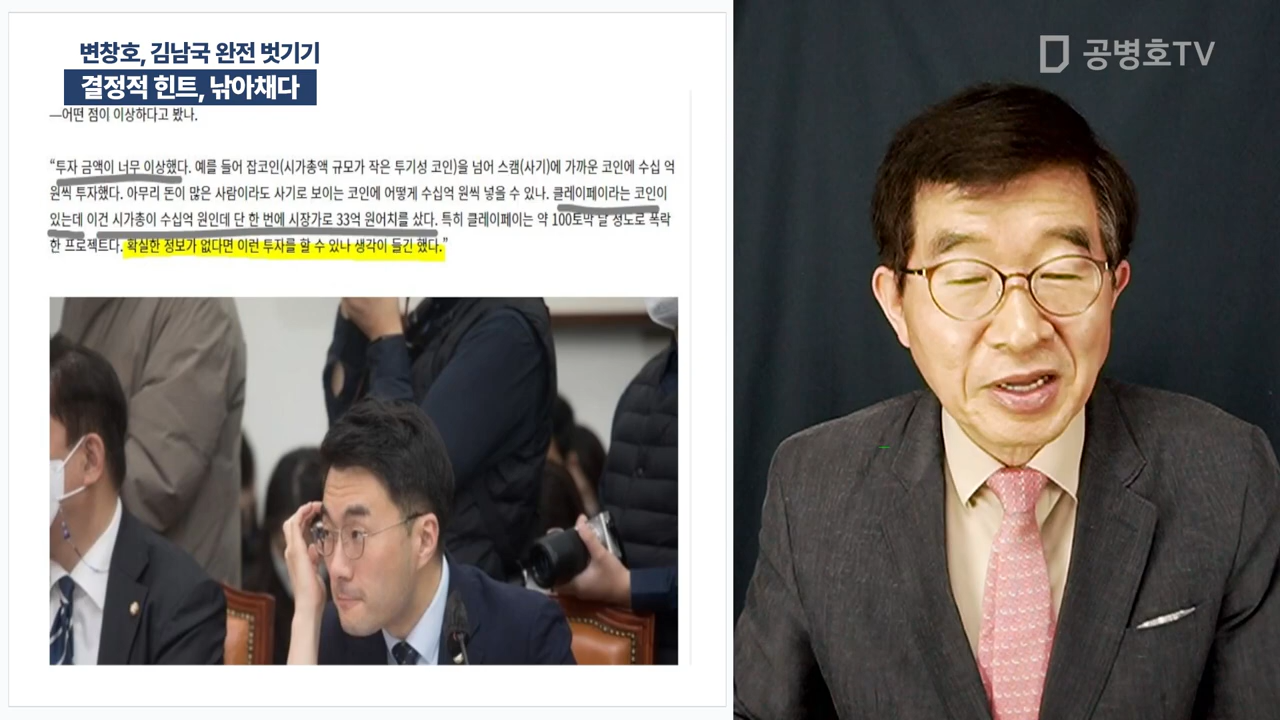 변창호, 김남국 완전 벗기기
결정적 힌트, 낚아채다
공병호TV
—어떤 점이 이상하다고 봤나.
“투자 금액이 너무 이상했다. 예를 들어 잡코인(시가총액 규모가 작은 투기성 코인)을 넘어 스캠(사기)에 가까운 코인에 수십 억
원씩 투자했다. 아무리 돈이 많은 사람이라도 사기로 보이는 코인에 어떻게 수십억 원씩 넣을 수 있나. 클레이페이라는 코인이
있는데 이건 시가총이 수십억 원인데 단 한 번에 시장가로 33억 원어치를 샀다. 특히 클레이페이는 약 100토막 날 정도로 폭락
한 프로젝트다. 확실한 정보가 없다면 이런 투자를 할 수 있나 생각이 들긴 했다.”